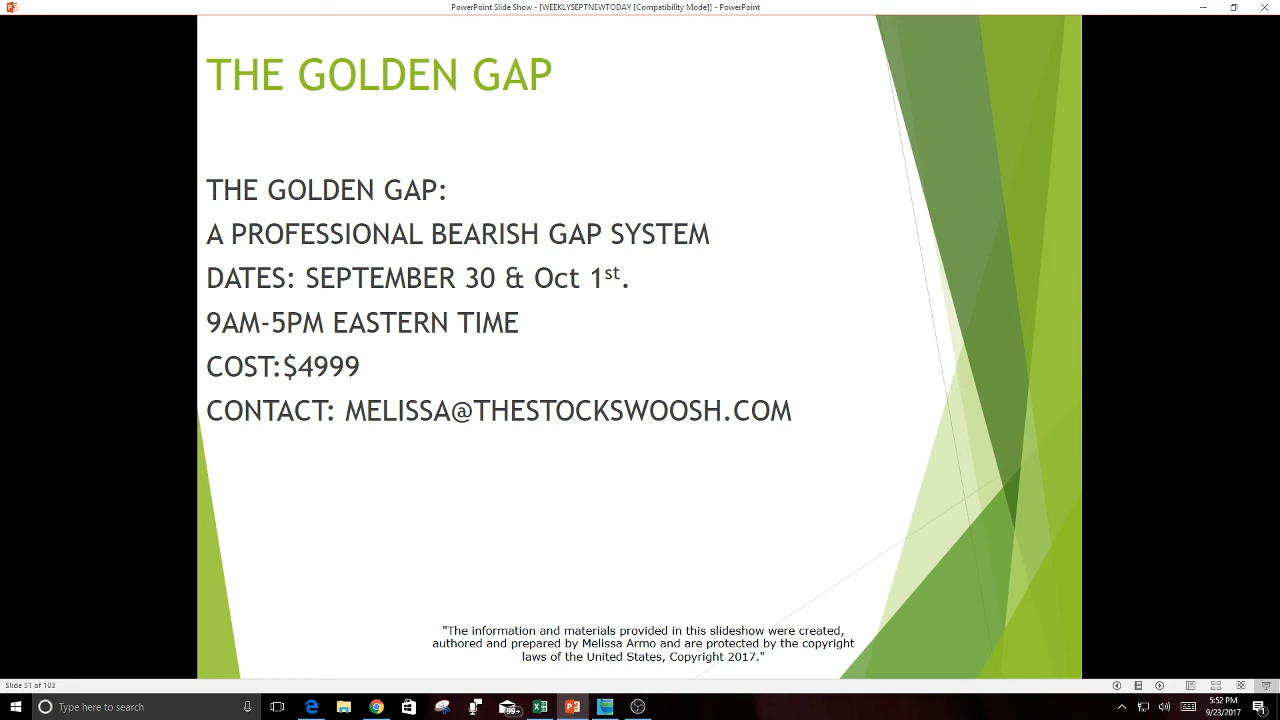 PowerPoint Slide Show - [WEEKLYSEPTNEWTODAY [Compatibility Mode]] - PowerPoint
THE GOLDEN GAP
THE GOLDEN GAP:
A PROFESSIONAL BEARISH GAP SYSTEM
DATES: SEPTEMBER 30 & Oct 1st.
9AM-5PM EASTERN TIME
COST:$4999
CONTACT: MELISSA@THESTOCKSWOOSH.COM
"The information and materials provided in this slideshow were created,
authored and prepared by Melissa Armo and are protected by the copyright
laws of the United States, Copyright 2017."
Slide 51 of 103
Type here to search
99+
5:52 PM
9/23/2017
1